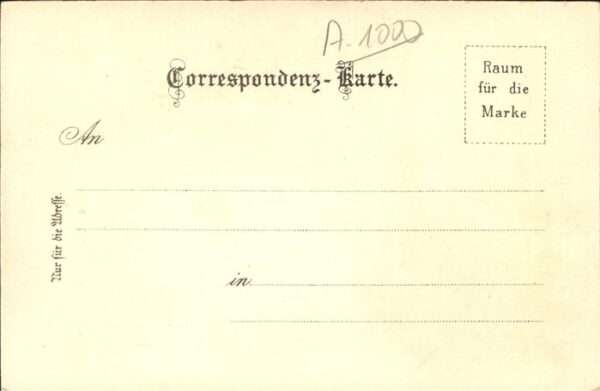 A-1000
Correspondenz-Karte.
Raum
für die
Marke
An
Nur für die Adresse.
in